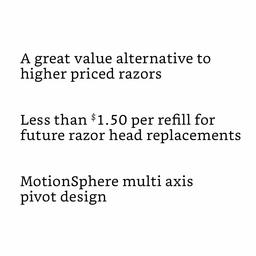 A great value alternative to
higher priced razors
Less than $1.50 per refill for
future razor head replacements
MotionSphere multi axis
pivot design